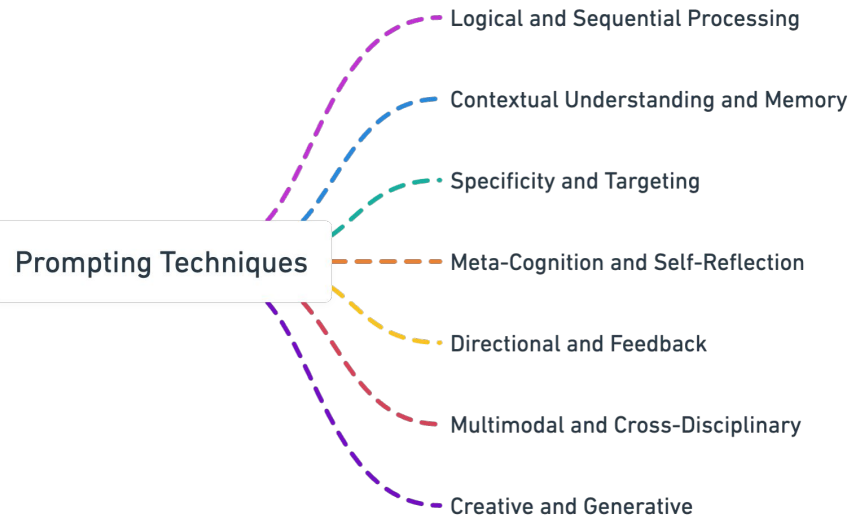 Logical and Sequential Processing
Contextual Understanding and Memory
Specificity and Targeting
Prompting Techniques
Meta-Cognition and Self-Reflection
Directional and Feedback
Multimodal and Cross-Disciplinary
Creative and Generative